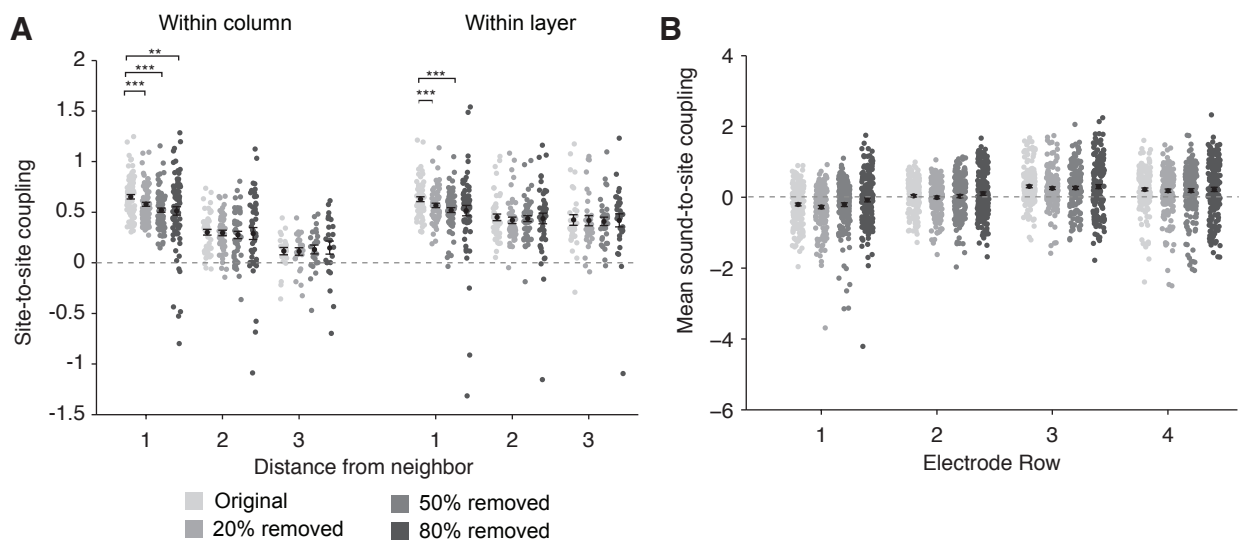 A
Within column
Within layer
B
Site-to-site coupling
2
1.5
1
0.5
0
-0.5
-1
-1.5
**
***
***
***
***
1 2 3 1 2 3
Distance from neighbor
Original
20% removed
50% removed
80% removed
Mean sound-to-site coupling
4
2
0
−2
−4
−6
1 2 3 4
Electrode Row